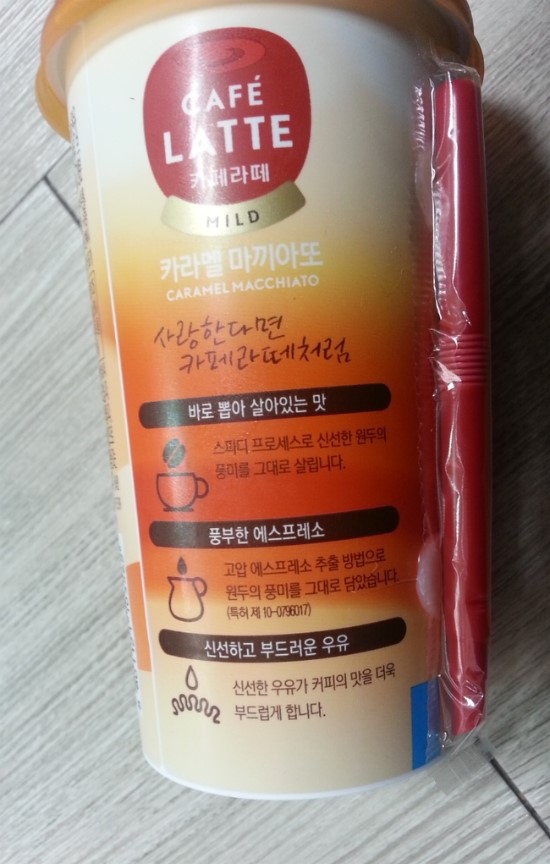 CAFÉ
LATTE
카페라떼
MILD
카라멜 마끼아또
CARAMEL MACCHIATO
사랑한다면
카페라떼처럼
바로 뽑아 살아있는 맛
스피디 프로세스로 신선한 원두의
풍미를 그대로 살립니다.
풍부한 에스프레소
고압 에스프레소 추출 방법으로
원두의 풍미를 그대로 담았습니다.
(특허 제 10-0796017)
신선하고 부드러운 우유
신선한 우유가 커피의 맛을 더욱
부드럽게 합니다.